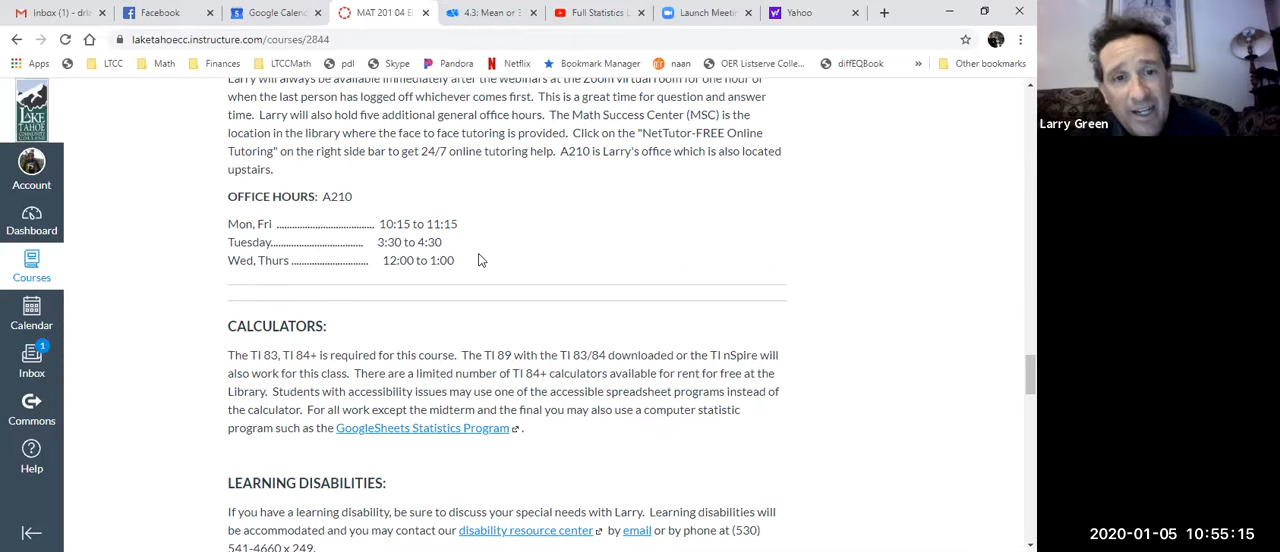 Inbox (1) - drl
Facebook
Google Calen
MAT 201 04 El
4.3: Mean or E
Full Statistics L
Launch Meeti
Yahoo
laketahoecc.instructure.com/courses/2844
Apps
LTCC
Math
Finances
LTCCMath
pdl
Skype
Pandora
Netflix
Bookmark Manager
naan
OER Listserve Colle...
diffEQBook
»
Other bookmarks
LAKE
TAHOE
Account
Dashboard
Courses
Calendar
1
Inbox
Commons
Help
Larry will always be available immediately after the webinars at the Zoom virtual room for one hour or
when the last person has logged off whichever comes first. This is a great time for question and answer
time. Larry will also hold five additional general office hours. The Math Success Center (MSC) is the
location in the library where the face to face tutoring is provided. Click on the "NetTutor-FREE Online
Tutoring" on the right side bar to get 24/7 online tutoring help. A210 is Larry's office which is also located
upstairs.
OFFICE HOURS: A210
Mon, Fri ..................................... 10:15 to 11:15
Tuesday................................... 3:30 to 4:30
Wed, Thurs ............................. 12:00 to 1:00
CALCULATORS:
The TI 83, TI 84+ is required for this course. The TI 89 with the TI 83/84 downloaded or the TI nSpire will
also work for this class. There are a limited number of TI 84+ calculators available for rent for free at the
Library. Students with accessibility issues may use one of the accessible spreadsheet programs instead of
the calculator. For all work except the midterm and the final you may also use a computer statistic
program such as the GoogleSheets Statistics Program .
LEARNING DISABILITIES:
If you have a learning disability, be sure to discuss your special needs with Larry. Learning disabilities will
be accommodated and you may contact our disability resource center by email or by phone at (530)
541-4660 x 249.
Larry Green
2020-01-05 10:55:15